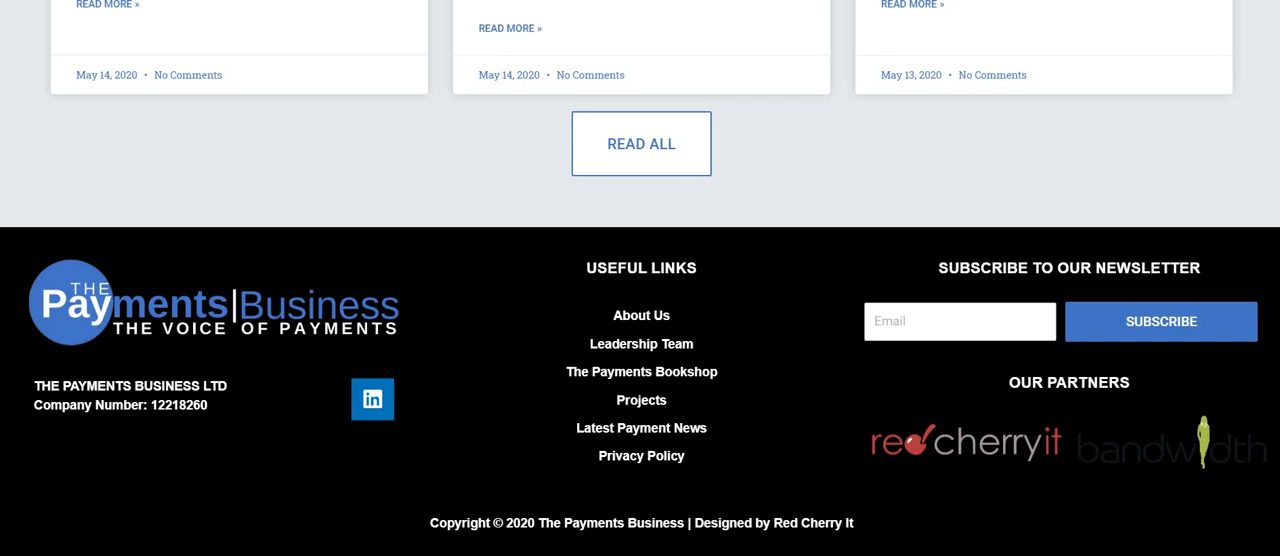 READ MORE »
READ MORE »
READ MORE »
May 14, 2020 • No Comments
May 14, 2020 • No Comments
May 13, 2020 • No Comments
READ ALL
THE
Payments|Business
THE VOICE OF PAYMENTS
THE PAYMENTS BUSINESS LTD
Company Number: 12218260
in
USEFUL LINKS
About Us
Leadership Team
The Payments Bookshop
Projects
Latest Payment News
Privacy Policy
SUBSCRIBE TO OUR NEWSLETTER
Email
SUBSCRIBE
OUR PARTNERS
redcherryit
bandwidth
Copyright © 2020 The Payments Business | Designed by Red Cherry It